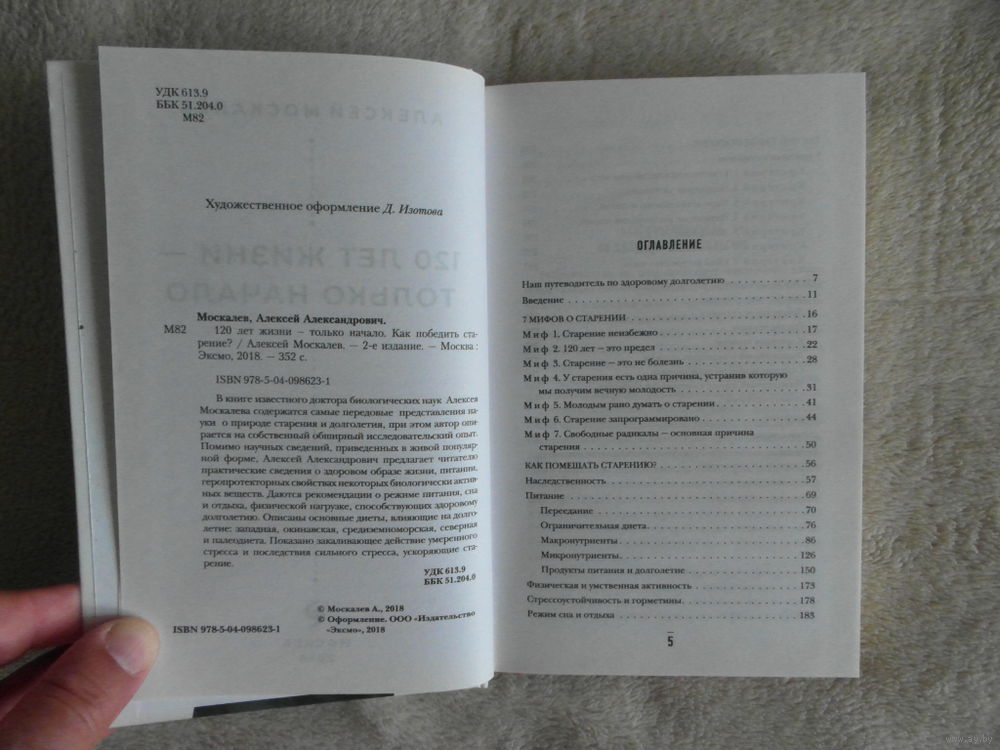 УДК 613.9
ББК 51.204.0
М82
Художественное оформление Д. Изотова
Москалев, Алексей Александрович.
М82 120 лет жизни – только начало. Как победить ста-
рение? / Алексей Москалев. – 2-е издание. – Москва :
Эксмо, 2018. – 352 с.
ISBN 978-5-04-098623-1
В книге известного доктора биологических наук Алексея
Москалева содержатся самые передовые представления нау-
ки о природе старения и долголетия, при этом автор опи-
рается на собственный обширный исследовательский опыт.
Помимо научных сведений, приведенных в живой популяр-
ной форме, Алексей Александрович предлагает читателю
практические сведения о здоровом образе жизни, питании,
геропротекторных свойствах некоторых биологически актив-
ных веществ. Даются рекомендации о режиме питания, сна
и отдыха, физической нагрузке, способствующих здоровому
долголетию. Описаны основные диеты, влияющие на долго-
летие: западная, окинавская, средиземноморская, северная
и палеодиета. Показано закаливающее действие умеренного
стресса и последствия сильного стресса, ускоряющие ста-
рение.
УДК 613.9
ББК 51.204.0
© Москалев А., 2018
© Оформление. ООО «Издательство
ISBN 978-5-04-098623-1 «Эксмо», 2018
ОГЛАВЛЕНИЕ
Наш путеводитель по здоровому долголетию 7
Введение 11
7 МИФОВ О СТАРЕНИИ 16
Миф 1. Старение неизбежно 17
Миф 2. 120 лет – это предел 22
Миф 3. Старение – это не болезнь 28
Миф 4. У старения есть одна причина, устранив которую
мы получим вечную молодость 31
Миф 5. Молодым рано думать о старении 41
Миф 6. Старение запрограммировано 44
Миф 7. Свободные радикалы – основная причина
старения 50
КАК ПОМЕШАТЬ СТАРЕНИЮ? 56
Наследственность 57
Питание 69
Переедание 70
Ограничительная диета 76
Макронутриенты 86
Микронутриенты 126
Продукты питания и долголетие 150
Физическая и умственная активность 173
Стрессоустойчивость и горметины 178
Режим сна и отдыха 183
5
www.ay.by